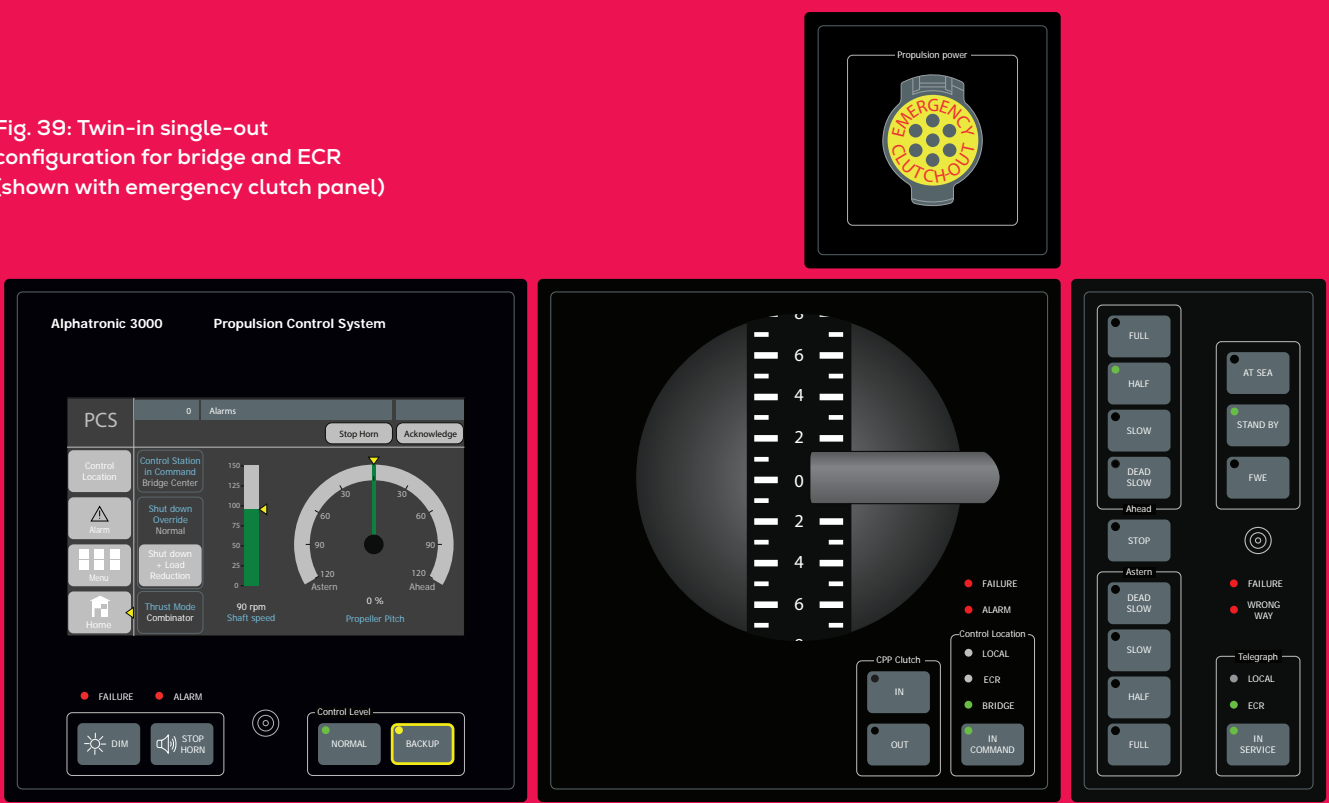 Fig. 39: Twin-in single-out
configuration for bridge and ECR
(shown with emergency clutch panel)
Propulsion power
EMERGENCY
CLUTCH-OUT
Alphatronic 3000 Propulsion Control System
PCS
0 Alarms
Stop Horn Acknowledge
Control
Location
Alarm
Menu
Home
Control Station
in Command
Bridge Center
Shut down
Override
Normal
Shut down
+ Load
Reduction
Thrust Mode
Combinator
150
125
100
75
50
25
0
90 rpm
Shaft speed
30 30
60 60
90 90
120 120
Astern Ahead
0 %
Propeller Pitch
FAILURE ALARM
DIM
STOP
HORN
Control Level
NORMAL BACKUP
6
4
2
0
2
4
6
FAILURE
ALARM
Control Location
LOCAL
ECR
BRIDGE
IN
COMMAND
CPP Clutch
IN
OUT
FULL
HALF
SLOW
DEAD
SLOW
Ahead
STOP
Astern
DEAD
SLOW
SLOW
HALF
FULL
AT SEA
STAND BY
FWE
FAILURE
WRONG
WAY
Telegraph
LOCAL
ECR
IN
SERVICE